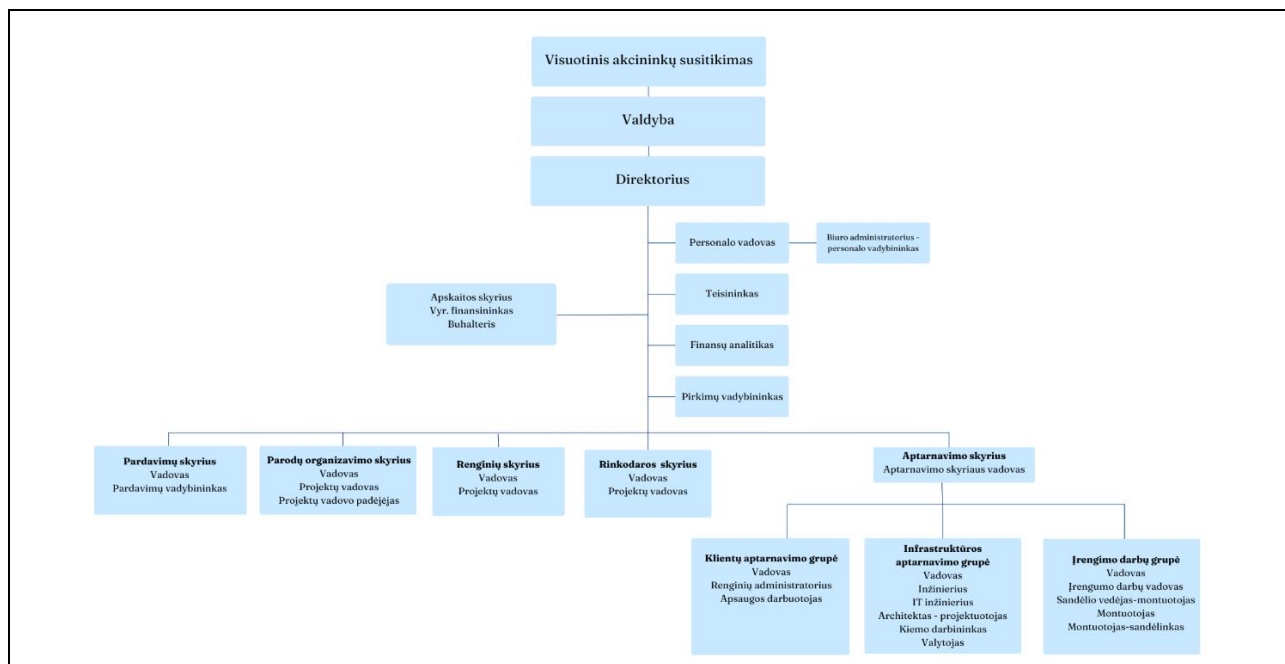 Visuotinis akcininkų susitikimas
Valdyba
Direktorius
Personalo vadovas
Biuro administratorius -
personalo vadybininkas
Teisininkas
Apskaitos skyrius
Vyr. finansininkas
Buhalteris
Finansų analitikas
Pirkimų vadybininkas
Pardavimų skyrius
Vadovas
Pardavimų vadybininkas
Parodų organizavimo skyrius
Vadovas
Projektų vadovas
Projektų vadovo padėjėjas
Renginių skyrius
Vadovas
Projektų vadovas
Rinkodaros skyrius
Vadovas
Projektų vadovas
Aptarnavimo skyrius
Aptarnavimo skyriaus vadovas
Klientų aptarnavimo grupė
Vadovas
Renginių administratorius
Apsaugos darbuotojas
Infrastruktūros
aptarnavimo grupė
Vadovas
Inžinierius
IT inžinierius
Architektas - projektuotojas
Kiemo darbininkas
Valytojas
Įrengimo darbų grupė
Vadovas
Įrengumo darbų vadovas
Sandėlio vedėjas-montuotojas
Montuotojas
Montuotojas-sandėlinkas